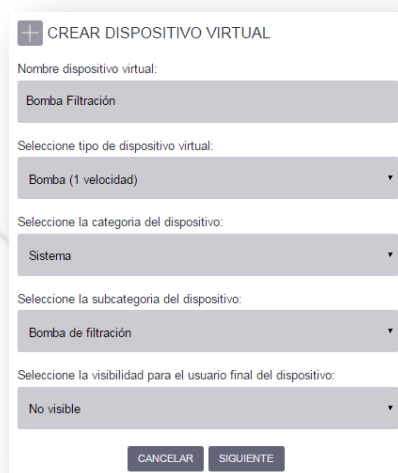 CREAR DISPOSITIVO VIRTUAL
Nombre dispositivo virtual:
Bomba Filtración
Seleccione tipo de dispositivo virtual:
Bomba (1 velocidad)
Seleccione la categoria del dispositivo:
Sistema
Seleccione la subcategoria del dispositivo:
Bomba de filtración
Seleccione la visibilidad para el usuario final del dispositivo:
No visible
CANCELAR SIGUIENTE